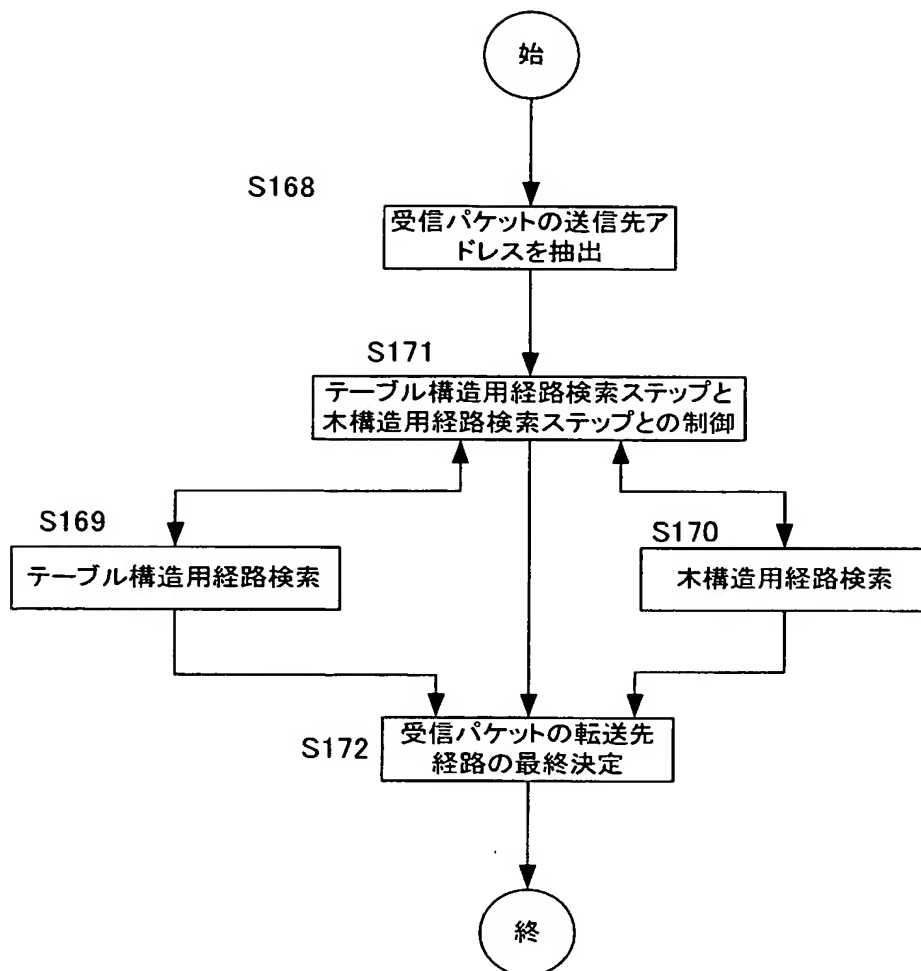 始
S168
受信パケットの送信先ア
ドレスを抽出
S171
テーブル構造用経路検索ステップと
木構造用経路検索ステップとの制御
S169
テーブル構造用経路検索
S170
木構造用経路検索
S172
受信パケットの転送先
経路の最終決定
終